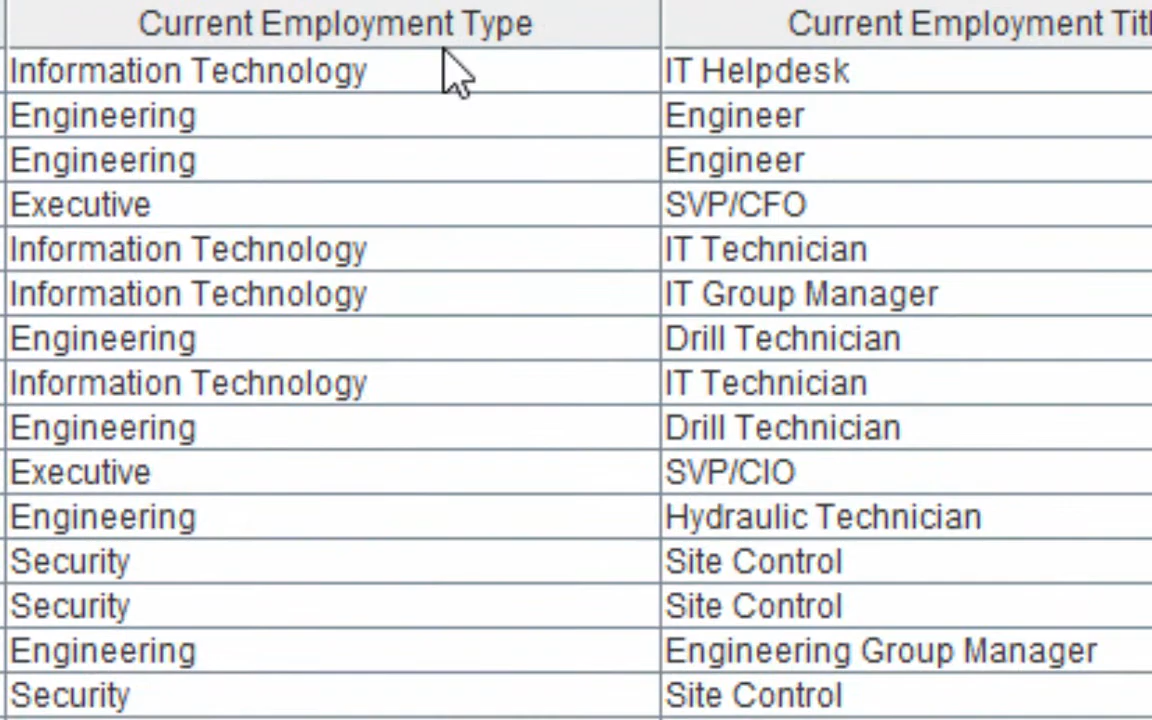 Current Employment Type Current Employment
Information Technology IT Helpdesk
Engineering Engineer
Engineering Engineer
Executive SVP/CFO
Information Technology IT Technician
Information Technology IT Group Manager
Engineering Drill Technician
Information Technology IT Technician
Engineering Drill Technician
Executive SVP/CIO
Engineering Hydraulic Technician
Security Site Control
Security Site Control
Engineering Engineering Group Manager
Security Site Control